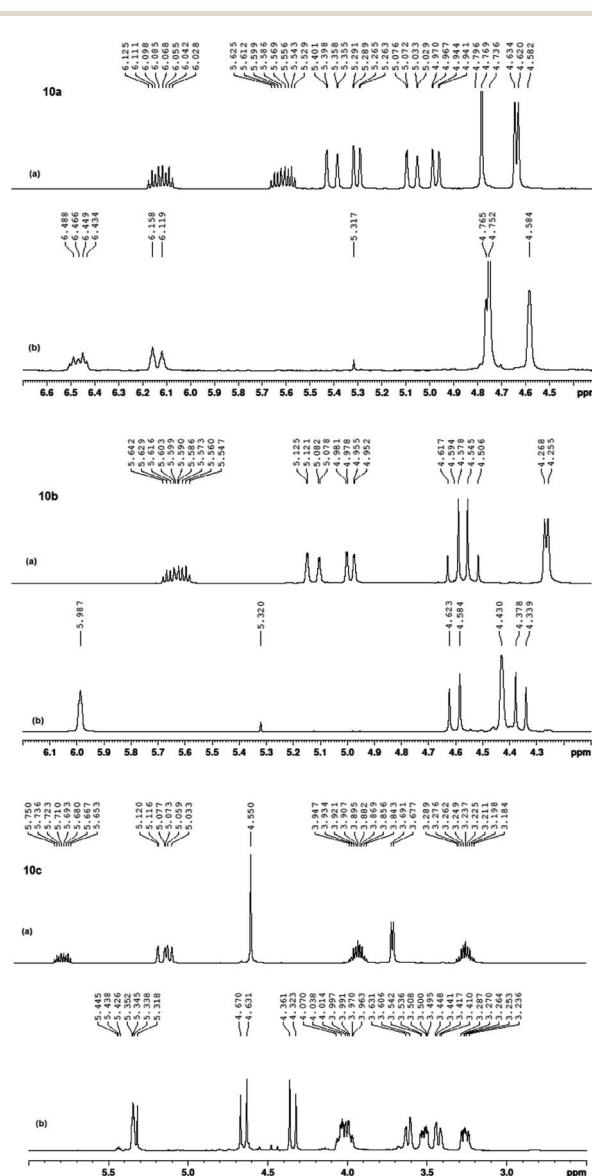 6.125 6.111 6.098 6.085 6.068 6.055 6.042 6.028 5.625 5.612 5.599 5.586 5.569 5.556 5.543 5.529 5.401 5.398 5.358 5.355 5.291 5.289 5.265 5.263 5.076 5.072 5.033 5.029 4.970 4.967 4.944 4.941 4.796 4.769 4.736 4.634 4.620 4.582
10a
(a)
6.488 6.466 6.449 6.434 6.158 6.119 5.317 4.765 4.752 4.584
(b)
6.6 6.5 6.4 6.3 6.2 6.1 6.0 5.9 5.8 5.7 5.6 5.5 5.4 5.3 5.2 5.1 5.0 4.9 4.8 4.7 4.6 4.5 4.4 ppm
5.642 5.629 5.616 5.603 5.599 5.590 5.586 5.573 5.560 5.547 5.125 5.121 5.082 5.078 4.981 4.978 4.955 4.952 4.617 4.594 4.578 4.545 4.506 4.268 4.255
10b
(a)
5.987 5.320 4.623 4.584 4.430 4.378 4.339
(b)
6.1 6.0 5.9 5.8 5.7 5.6 5.5 5.4 5.3 5.2 5.1 5.0 4.9 4.8 4.7 4.6 4.5 4.4 4.3 ppm
5.750 5.736 5.723 5.710 5.693 5.680 5.667 5.653 5.120 5.116 5.077 5.073 5.059 5.033 4.550 3.947 3.934 3.921 3.907 3.895 3.882 3.869 3.856 3.843 3.691 3.677 3.289 3.276 3.262 3.249 3.237 3.225 3.211 3.198 3.184
10c
(a)
5.445 5.438 5.426 5.352 5.345 5.338 5.318 4.670 4.631 4.361 4.323 4.070 4.038 4.014 3.997 3.991 3.970 3.963 3.631 3.606 3.542 3.536 3.508 3.500 3.495 3.448 3.441 3.417 3.410 3.287 3.270 3.264 3.253 3.236
(b)
5.5 5.0 4.5 4.0 3.5 3.0 ppm